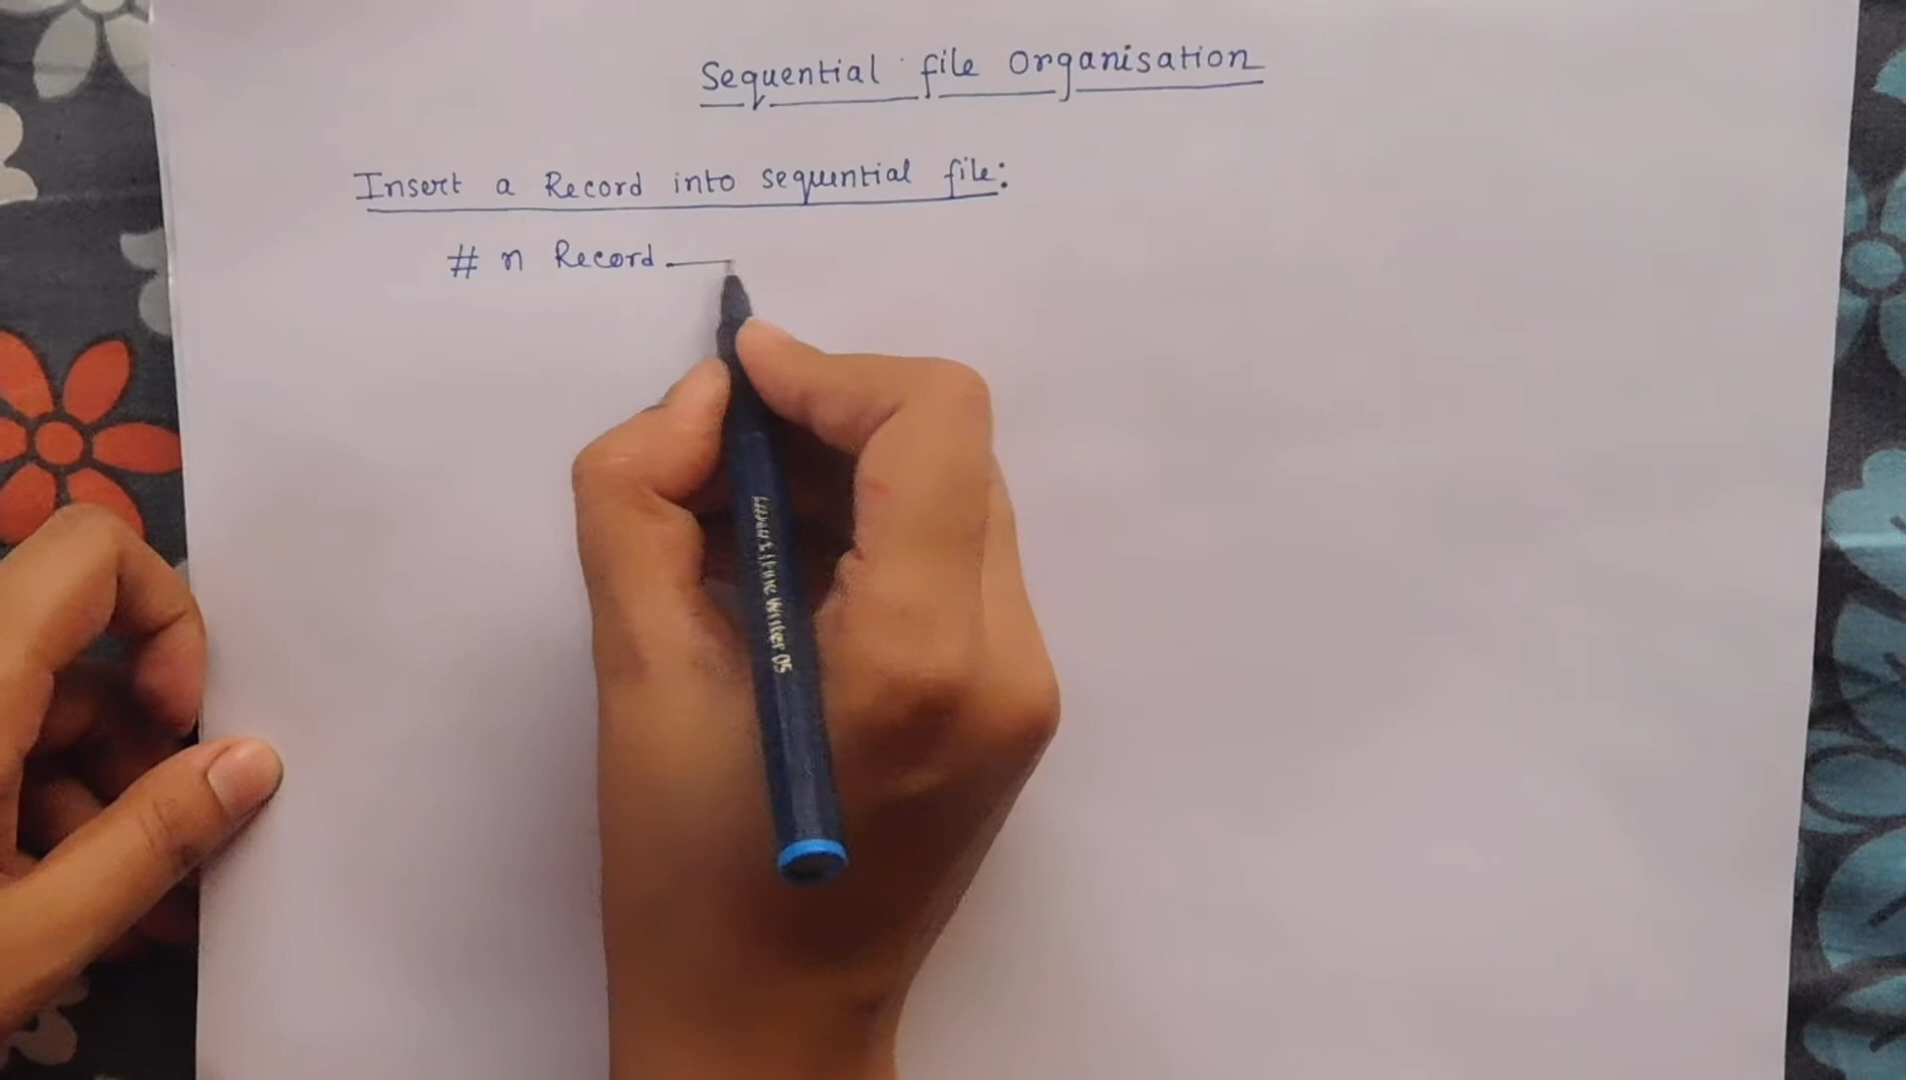 Sequential file Organisation
Insert a Record into sequential file:
# n Record